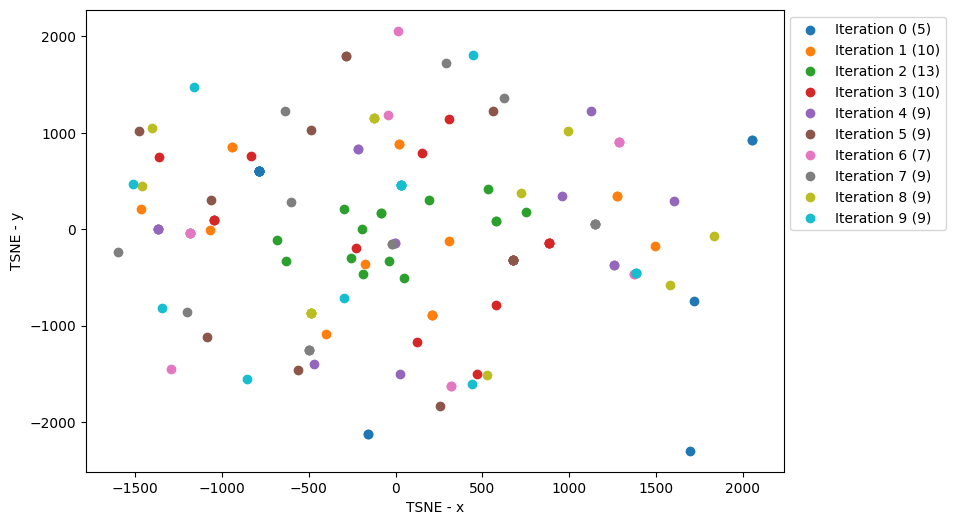 2000
1000
0
−1000
−2000
TSNE - y
−1500
−1000
−500
0
500
1000
1500
2000
TSNE - x
Iteration 0 (5)
Iteration 1 (10)
Iteration 2 (13)
Iteration 3 (10)
Iteration 4 (9)
Iteration 5 (9)
Iteration 6 (7)
Iteration 7 (9)
Iteration 8 (9)
Iteration 9 (9)